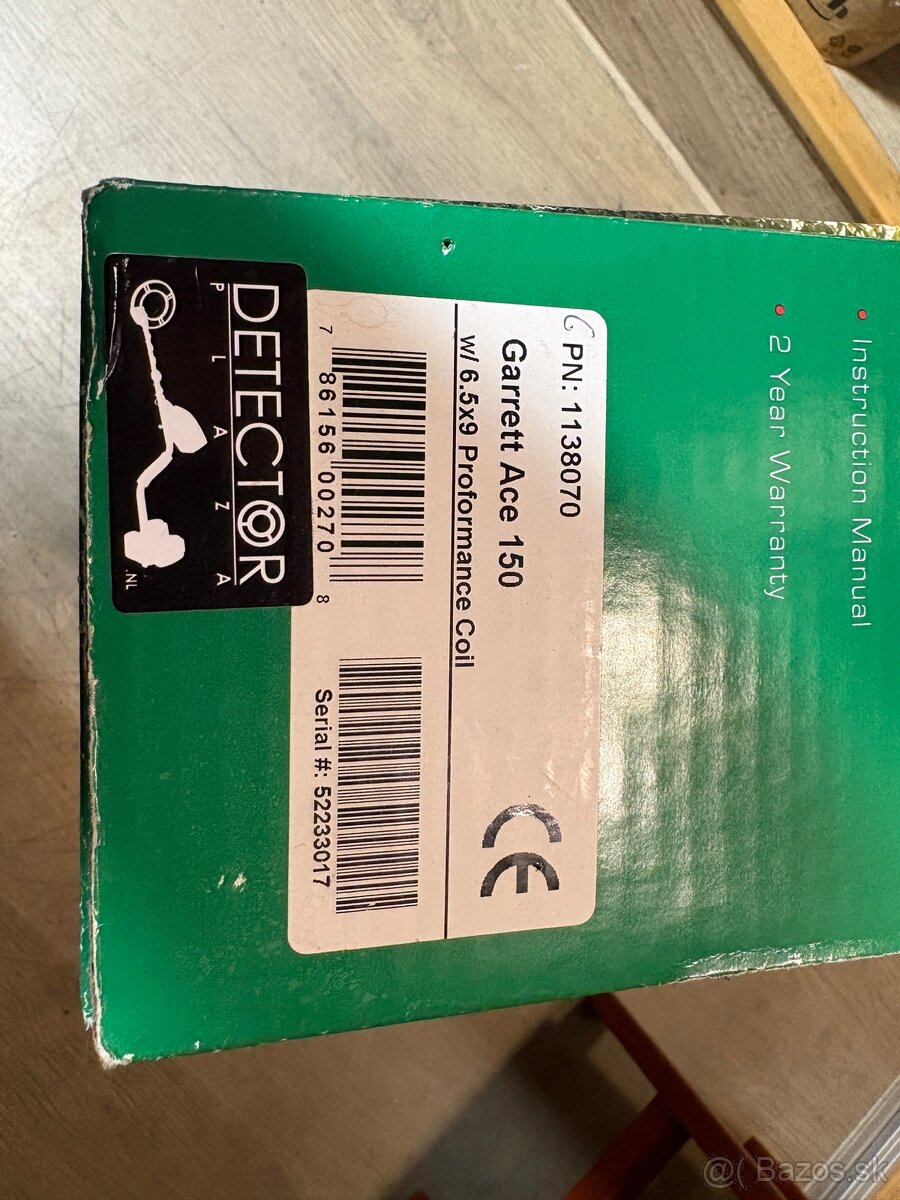 • Instruction Manual
• 2 Year Warranty
PN: 1138070
Garrett Ace 150
w/ 6.5x9 Proformance Coil
7 86156 00270 8
Serial #: 52233017
DETECTOR
PLAZA
.NL
@( Bazos.sk